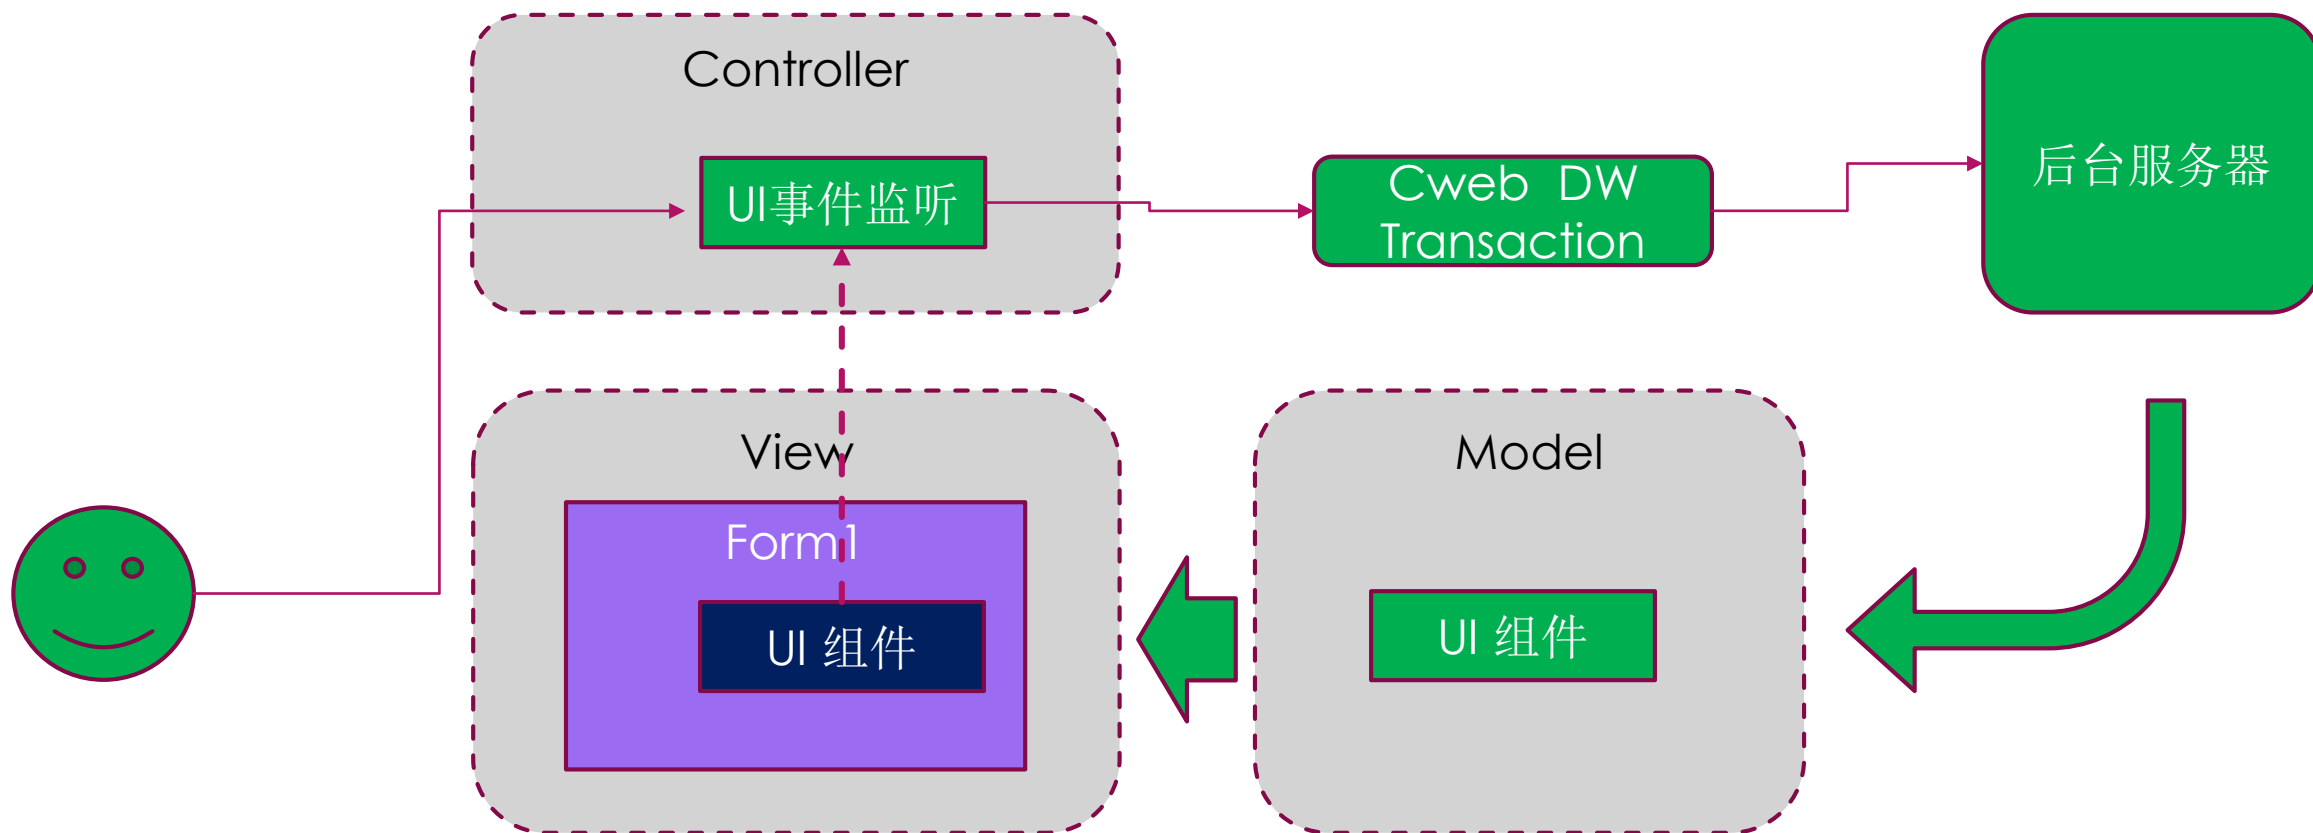 Controller
UI事件监听
Cweb DW
Transaction
后台服务器
View
Form1
UI 组件
Model
UI 组件